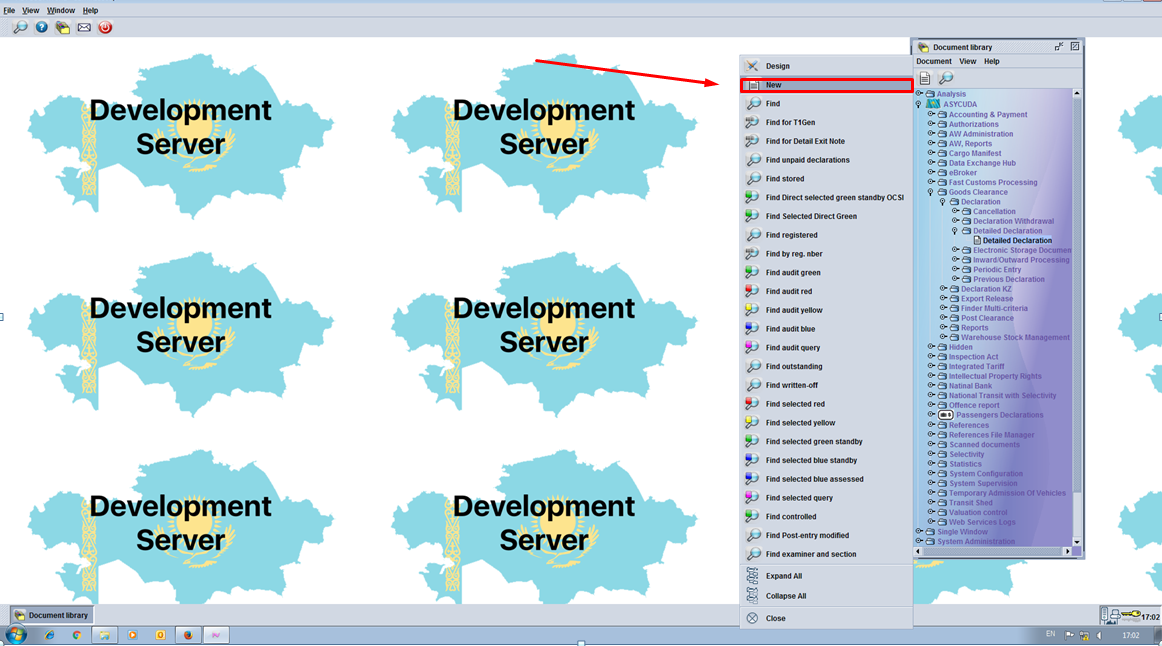 File View Window Help
Development
Server
Development
Server
Development
Server
Development
Server
Development
Server
Development
Server
Design
New
Find
Find for T1Gen
Find for Detail Exit Note
Find unpaid declarations
Find stored
Find Direct selected green standby OCSI
Find Selected Direct Green
Find registered
Find by reg. nber
Find audit green
Find audit red
Find audit yellow
Find audit blue
Find audit query
Find outstanding
Find written-off
Find selected red
Find selected yellow
Find selected green standby
Find selected blue standby
Find selected blue assessed
Find selected query
Find controlled
Find Post-entry modified
Find examiner and section
Expand All
Collapse All
Close
Document library
Document View Help
Analysis
ASYCUDA
Accounting & Payment
Authorizations
AW Administration
AW, Reports
Cargo Manifest
Data Exchange Hub
eBroker
Fast Customs Processing
Goods Clearance
Declaration
Cancellation
Declaration Withdrawal
Detailed Declaration
Detailed Declaration
Electronic Storage Documen
Inward/Outward Processing
Periodic Entry
Previous Declaration
Declaration KZ
Export Release
Finder Multi-criteria
Post Clearance
Reports
Warehouse Stock Management
Hidden
Inspection Act
Integrated Tariff
Intellectual Property Rights
Natinal Bank
National Transit with Selectivity
Offence report
Passengers Declarations
References
References File Manager
Scanned documents
Selectivity
Statistics
System Configuration
System Supervision
Temporary Admission Of Vehicles
Transit Shed
Valuation control
Web Services Logs
Single Window
System Administration
Document library
17:02
EN
17:02